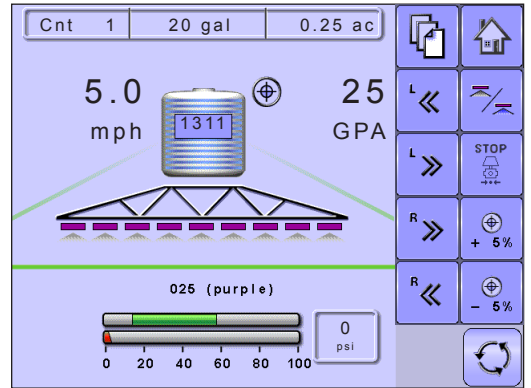 Cnt 1 20 gal 0.25 ac
5.0 25
mph 1311 GPA
L
STOP
L
R
+ 5%
R
- 5%
025 (purple)
0
psi
0 20 40 60 80 100